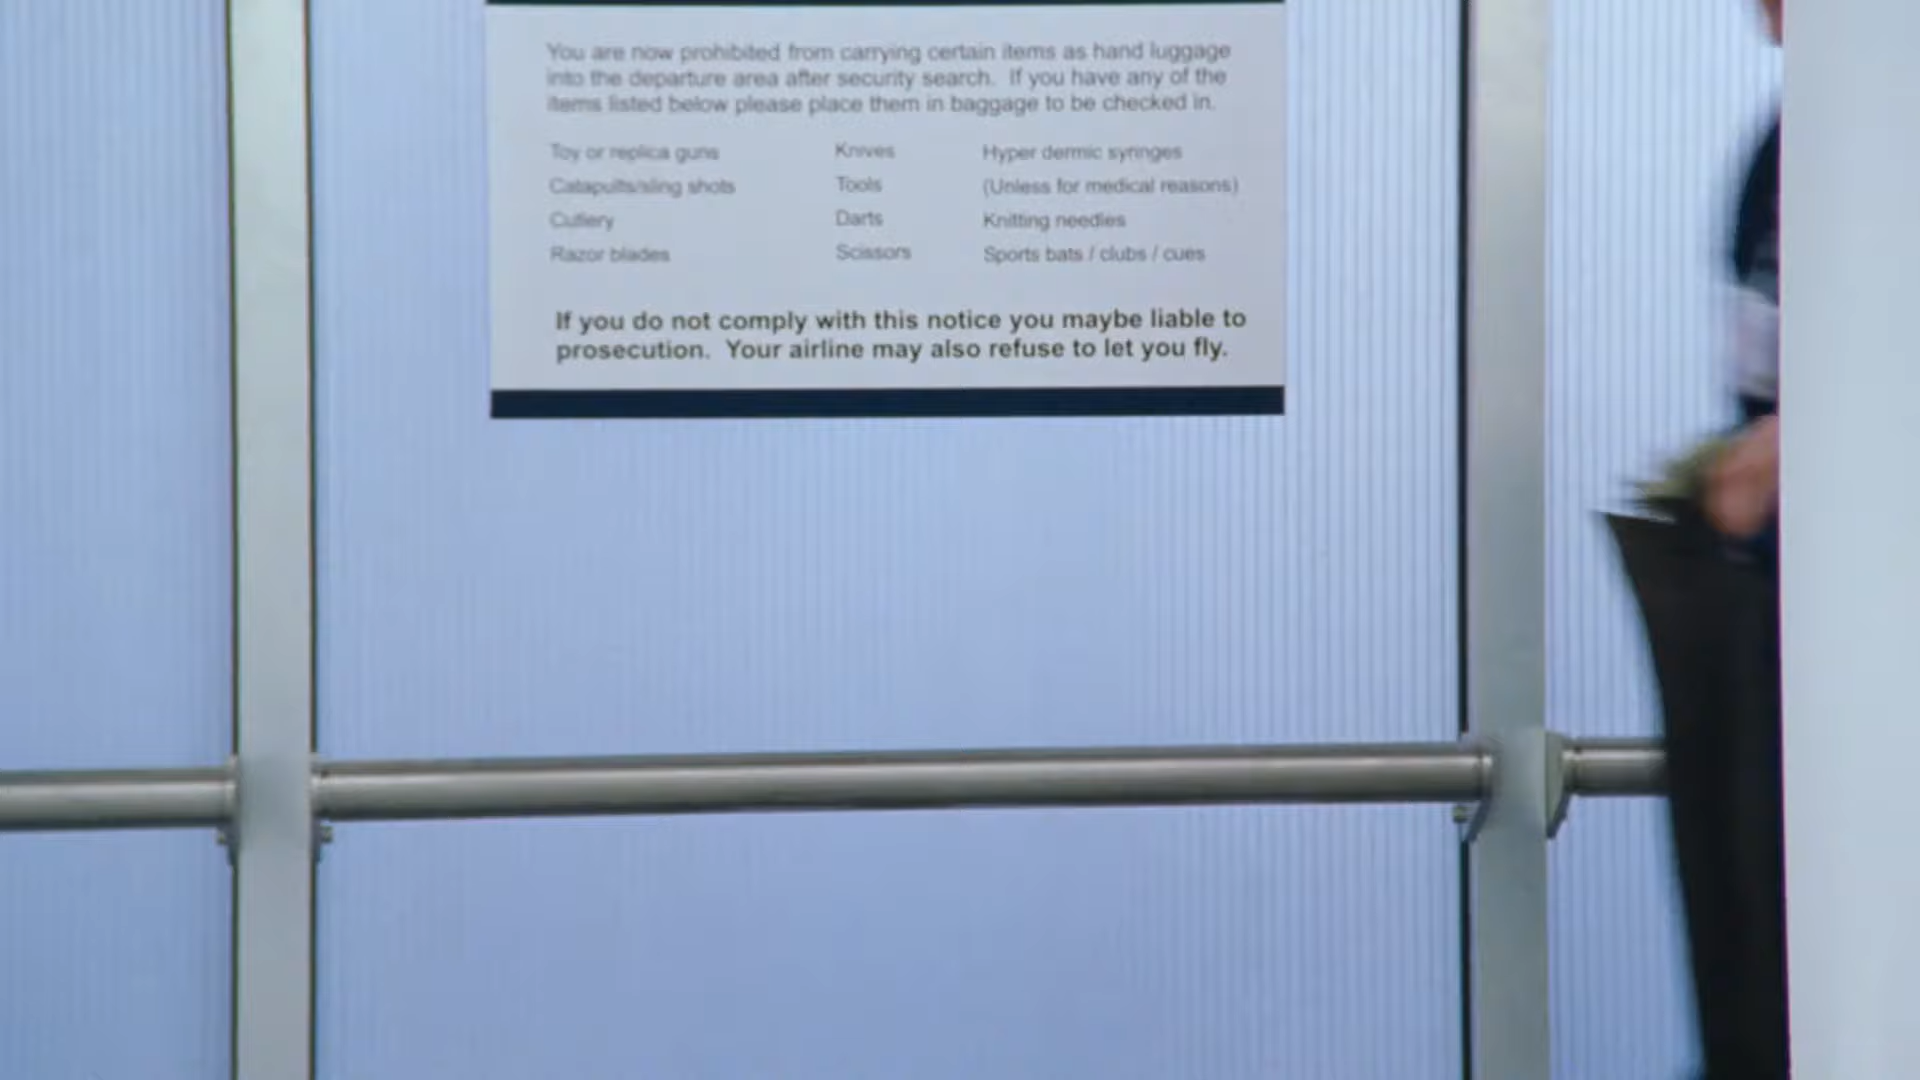 You are now prohibited from carrying certain items as hand luggage
into the departure area after security search. If you have any of the
items listed below please place them in baggage to be checked in.
Toy or replica guns Knives Hyper dermic syringes
Catapults/sling shots Tools (Unless for medical reasons)
Cutlery Darts Knitting needles
Razor blades Scissors Sports bats / clubs / cues
If you do not comply with this notice you maybe liable to
prosecution. Your airline may also refuse to let you fly.